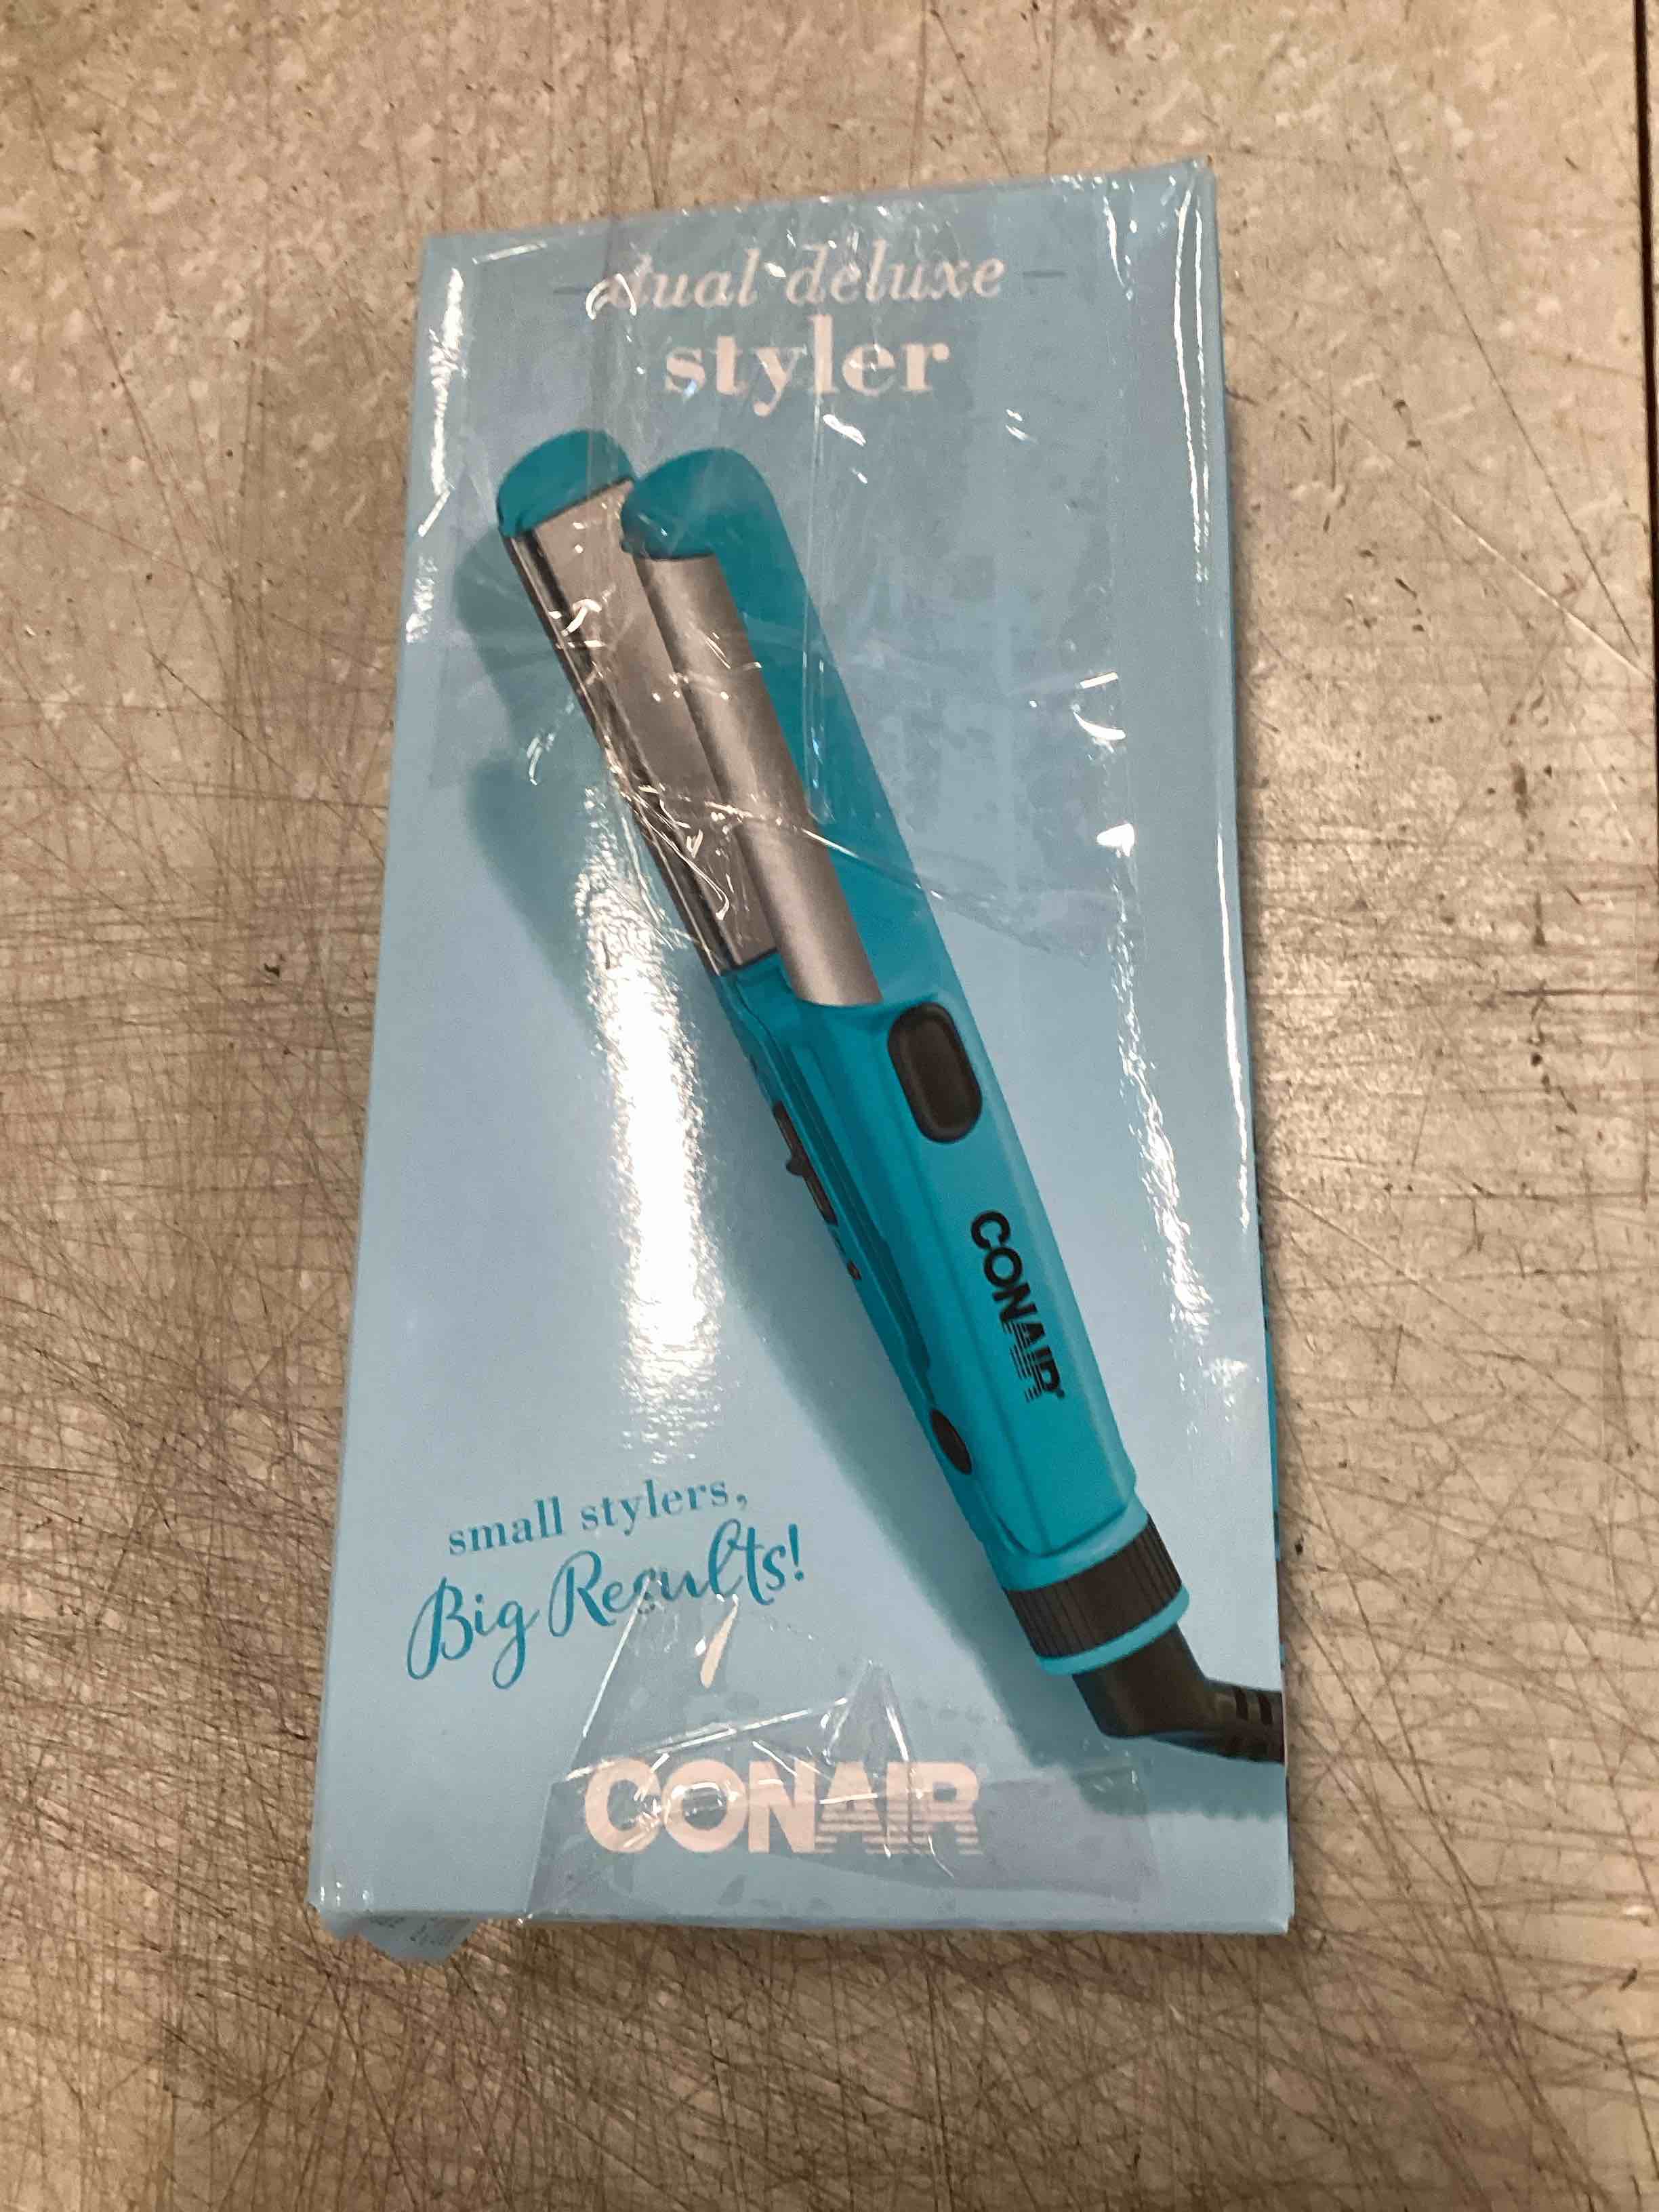 dual deluxe
styler
CONAIR
small stylers,
Big Results!
CONAIR